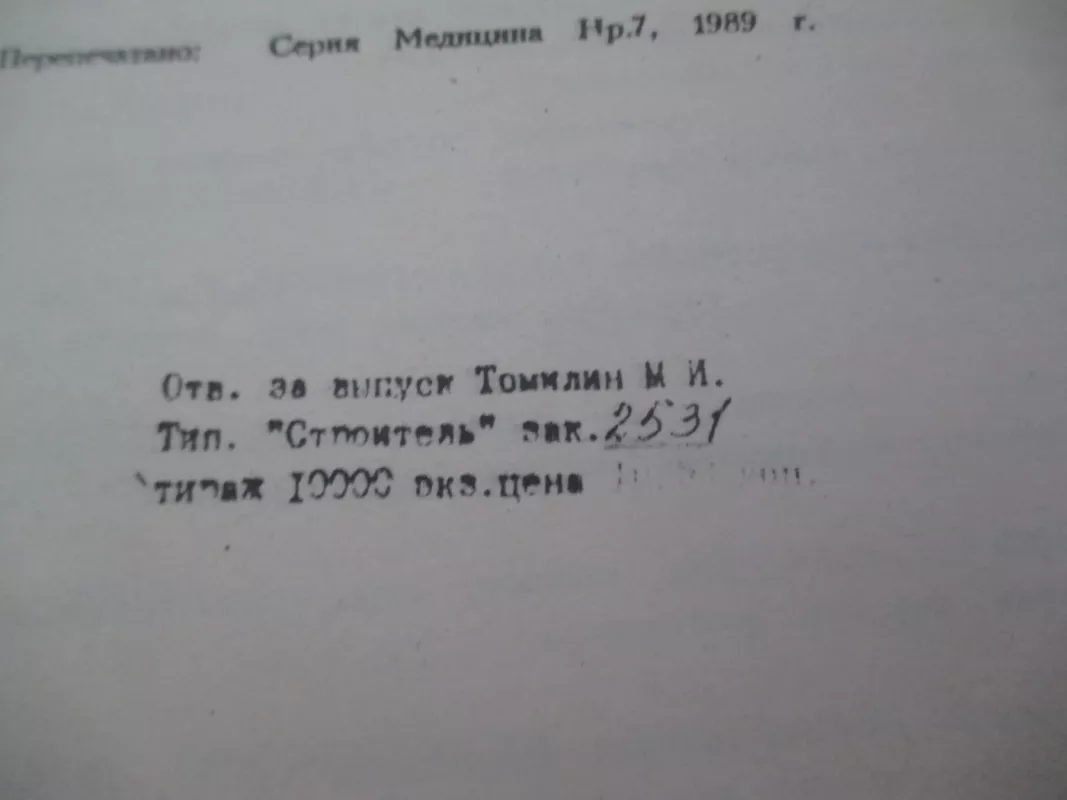 Перепечатано: Серия Медицина Нр.7, 1989 г.
Отв. за выпуск Томилин М И.
Тип. "Строитель" зак. 2531
тираж 10000 экз.цена